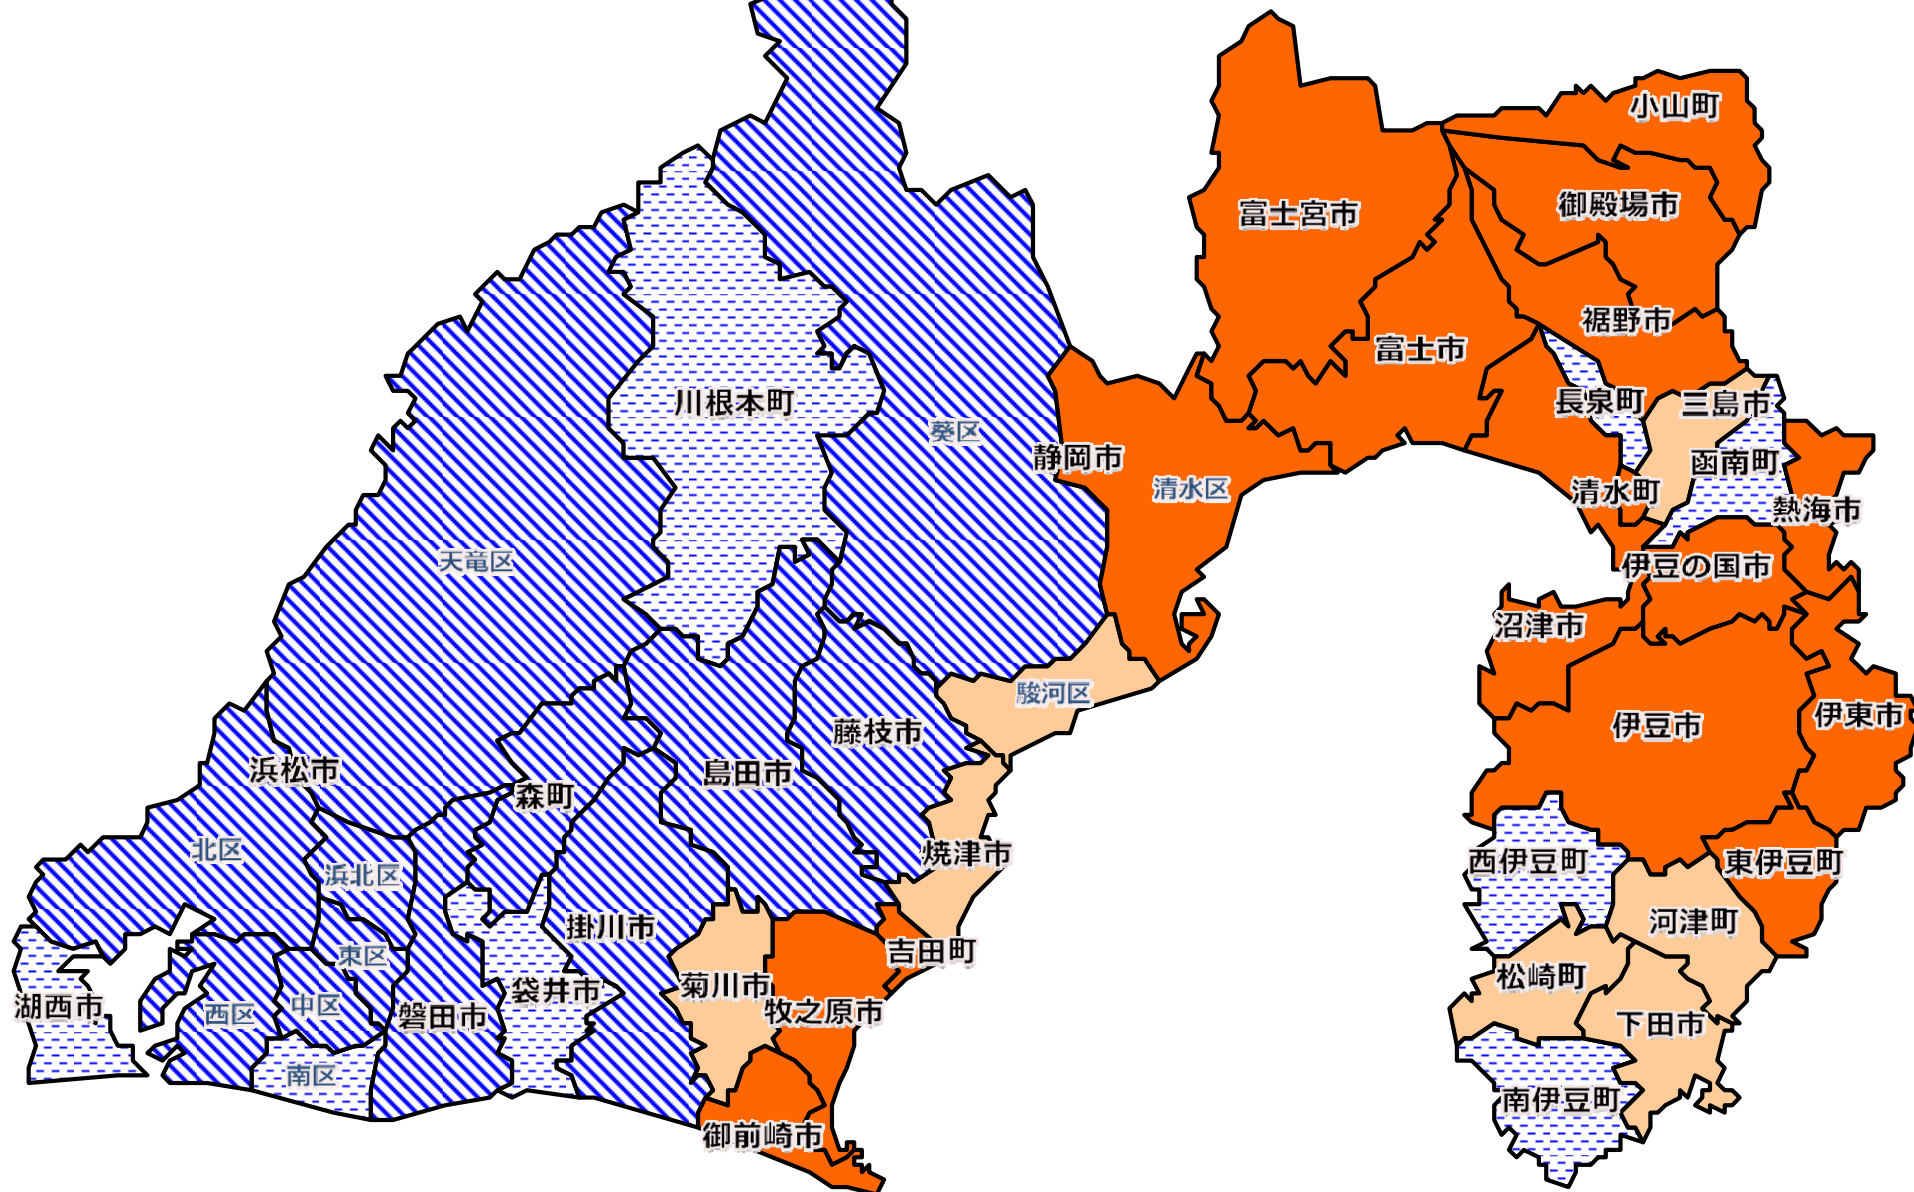 小山町
御殿場市
富士宮市
裾野市
富士市
川根本町
長泉町
三島市
葵区
静岡市
函南町
清水区
清水町
熱海市
天竜区
伊豆の国市
沼津市
駿河区
伊東市
伊豆市
藤枝市
浜松市
島田市
森町
北区
焼津市
西伊豆町
東伊豆町
浜北区
掛川市
河津町
吉田町
東区
松崎町
菊川市
袋井市
湖西市
中区
西区
磐田市
牧之原市
下田市
南区
南伊豆町
御前崎市